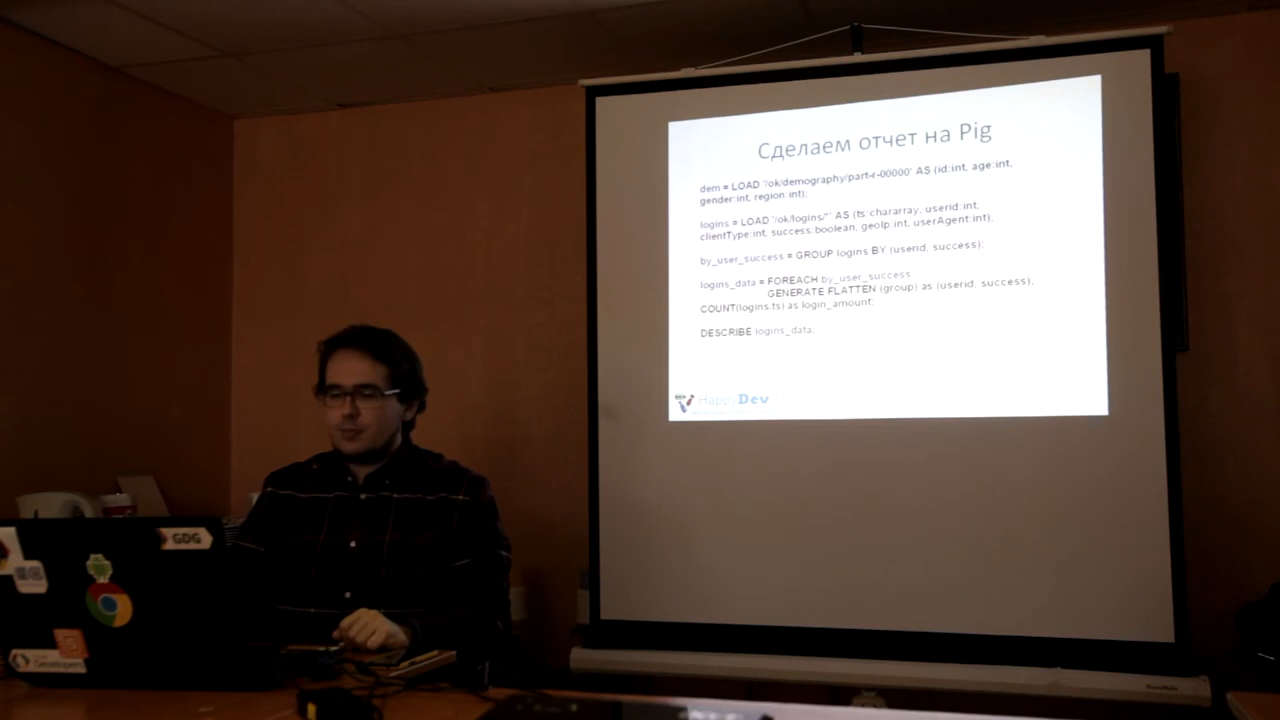 Сделаем отчет на Pig
dem = LOAD '/ok/demography/part-r-00000' AS (id:int, age:int,
gender:int, region:int);
logins = LOAD '/ok/logins/*' AS (ts:chararray, userid:int,
clientType:int, success:boolean, geoIp:int, userAgent:int);
by_user_success = GROUP logins BY (userid, success);
logins_data = FOREACH by_user_success
GENERATE FLATTEN (group) as (userid, success),
COUNT(logins.ts) as login_amount;
DESCRIBE logins_data;
HappyDev
GDG
Developers